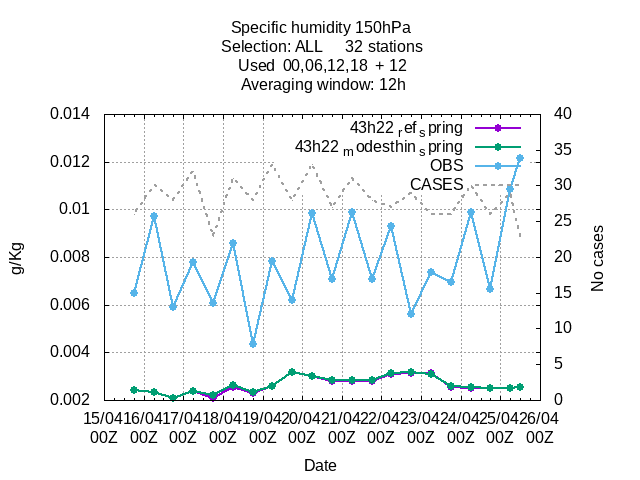 Specific humidity 150hPa
Selection: ALL     32 stations
Used  00,06,12,18  + 12
Averaging window: 12h
0.014
0.012
0.01
0.008
0.006
0.004
0.002
g/Kg
40
35
30
25
20
15
10
5
0
No cases
43h22 ref spring
43h22 modesthin spring
OBS
CASES
15/04 16/04 17/04 18/04 19/04 20/04 21/04 22/04 23/04 24/04 25/04 26/04
00Z 00Z 00Z 00Z 00Z 00Z 00Z 00Z 00Z 00Z 00Z 00Z
Date